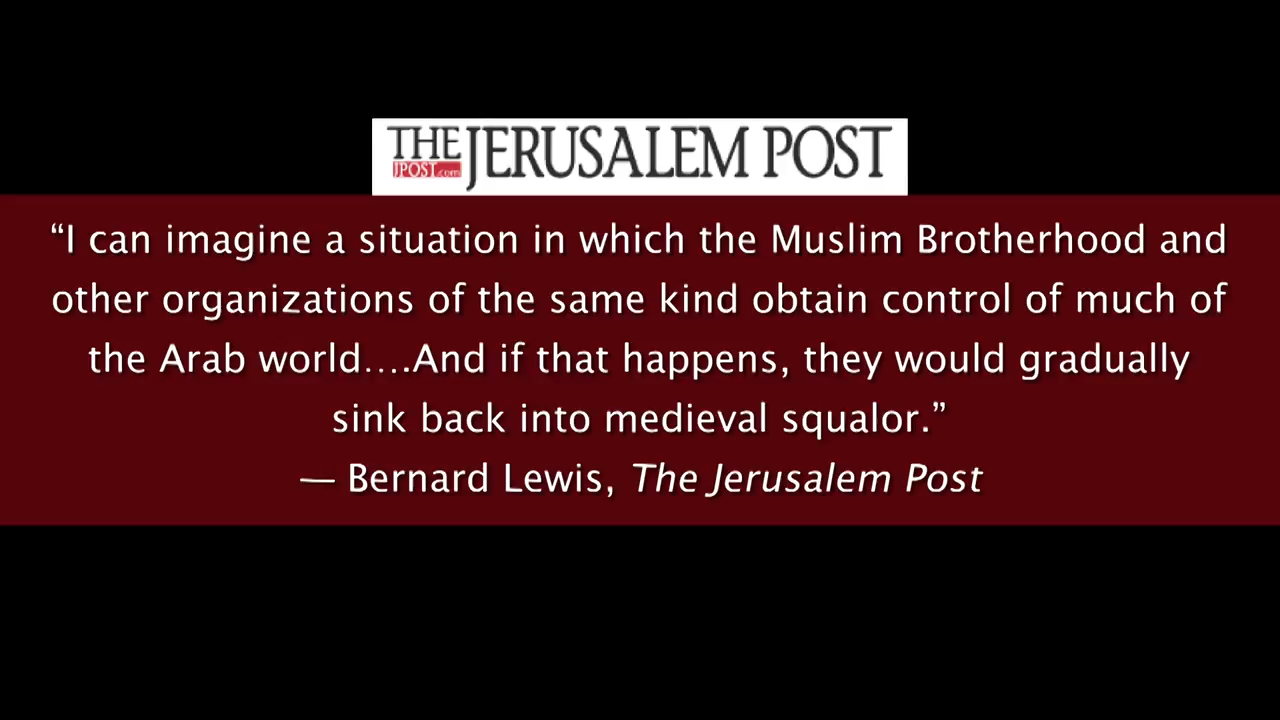 THE JERUSALEM POST
JPOST.com
“I can imagine a situation in which the Muslim Brotherhood and
other organizations of the same kind obtain control of much of
the Arab world….And if that happens, they would gradually
sink back into medieval squalor.”
— Bernard Lewis, The Jerusalem Post